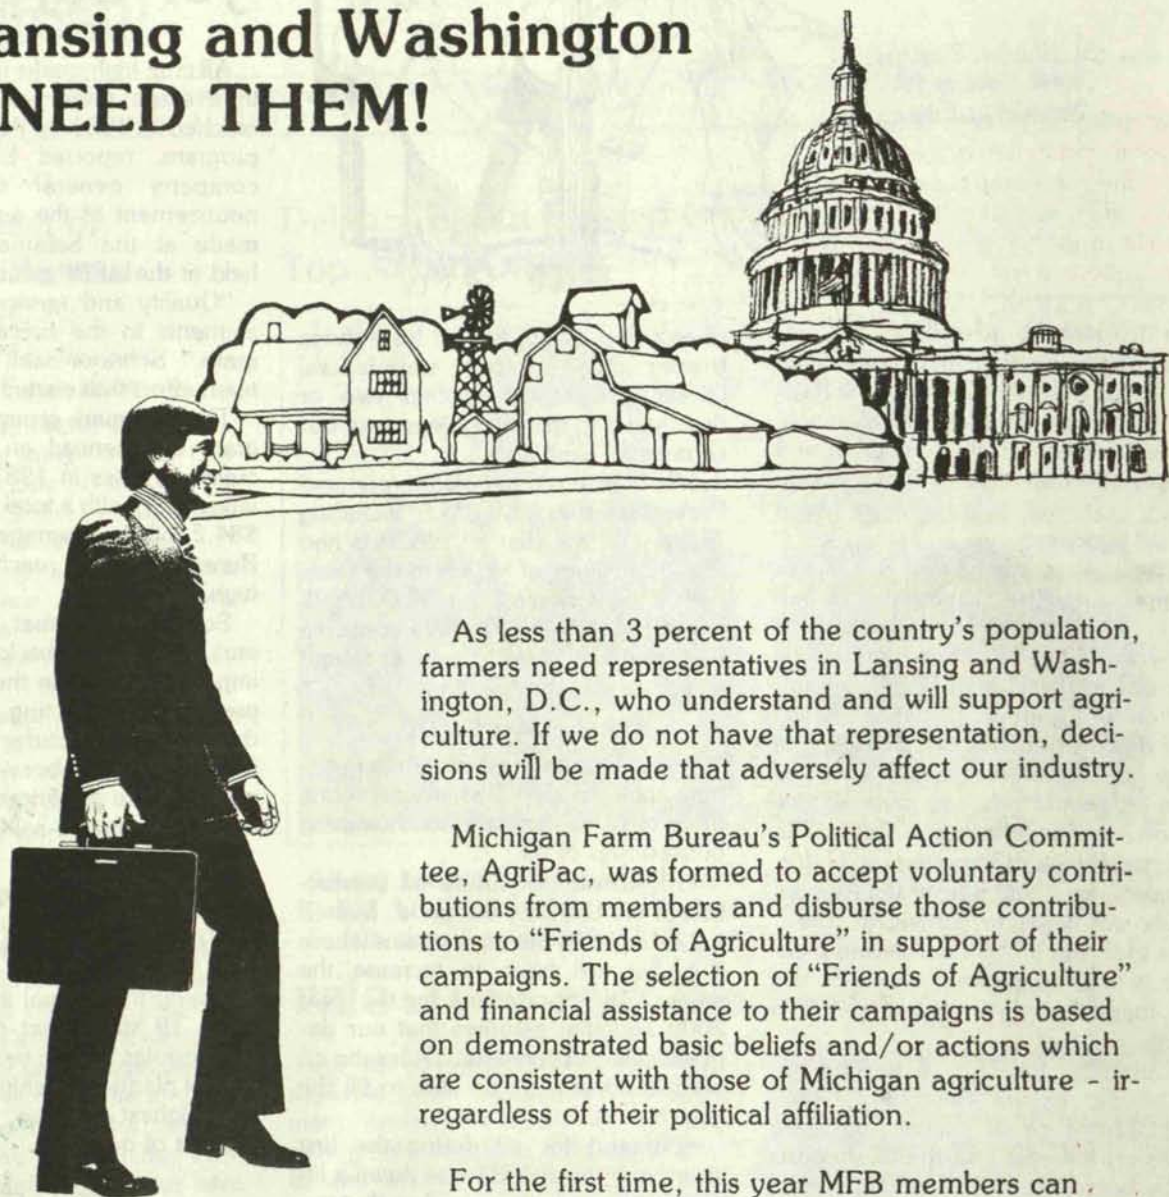 ansing and Washington
NEED THEM!
As less than 3 percent of the country's population,
farmers need representatives in Lansing and Wash-
ington, D.C., who understand and will support agri-
culture. If we do not have that representation, deci-
sions will be made that adversely affect our industry.
Michigan Farm Bureau's Political Action Commit-
tee, AgriPac, was formed to accept voluntary contri-
butions from members and disburse those contribu-
tions to "Friends of Agriculture" in support of their
campaigns. The selection of "Friends of Agriculture"
and financial assistance to their campaigns is based
on demonstrated basic beliefs and/or actions which
are consistent with those of Michigan agriculture - ir-
regardless of their political affiliation.
For the first time, this year MFB members can